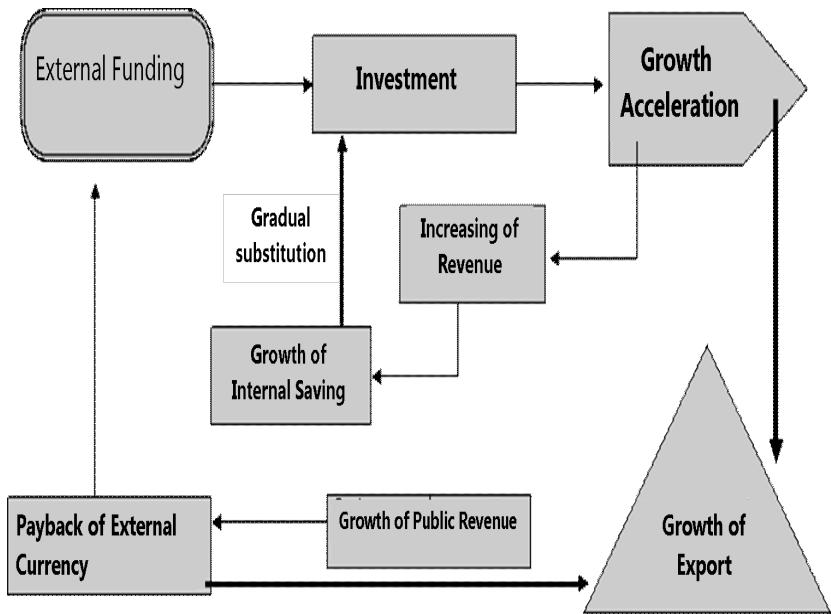 External Funding
Investment
Growth
Acceleration
Gradual
substitution
Increasing of
Revenue
Growth of
Internal Saving
Payback of External
Currency
Growth of Public Revenue
Growth of
Export